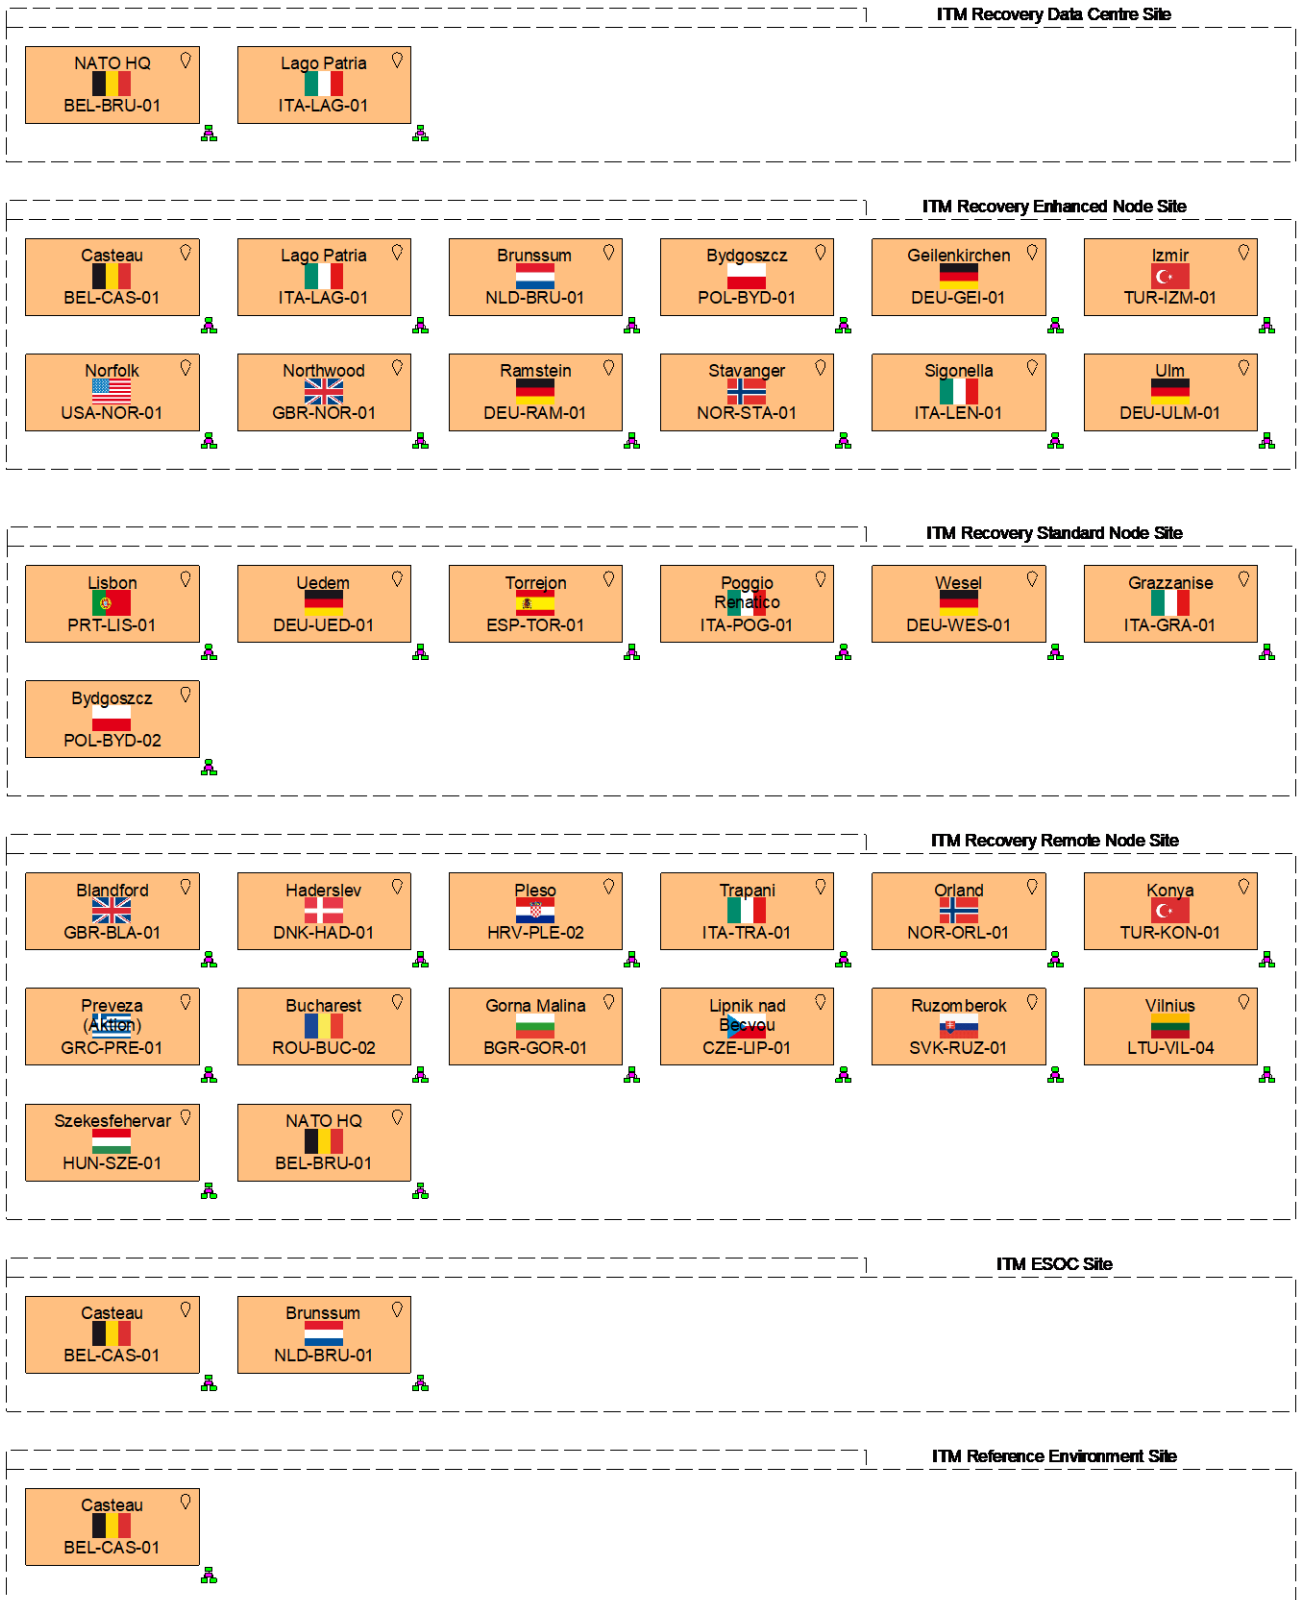 ITM Recovery Data Centre Site
NATO HQ
BEL-BRU-01
Lago Patria
ITA-LAG-01
ITM Recovery Enhanced Node Site
Casteau
BEL-CAS-01
Lago Patria
ITA-LAG-01
Brunssum
NLD-BRU-01
Bydgoszcz
POL-BYD-01
Geilenkirchen
DEU-GEI-01
Izmir
TUR-IZM-01
Norfolk
USA-NOR-01
Northwood
GBR-NOR-01
Ramstein
DEU-RAM-01
Stavanger
NOR-STA-01
Sigonella
ITA-LEN-01
Ulm
DEU-ULM-01
ITM Recovery Standard Node Site
Lisbon
PRT-LIS-01
Uedem
DEU-UED-01
Torrejon
ESP-TOR-01
Poggio
Renatico
ITA-POG-01
Wesel
DEU-WES-01
Grazzanise
ITA-GRA-01
Bydgoszcz
POL-BYD-02
ITM Recovery Remote Node Site
Blandford
GBR-BLA-01
Haderslev
DNK-HAD-01
Pleso
HRV-PLE-02
Trapani
ITA-TRA-01
Orland
NOR-ORL-01
Konya
TUR-KON-01
Preveza
(Aktion)
GRC-PRE-01
Bucharest
ROU-BUC-02
Gorna Malina
BGR-GOR-01
Lipnik nad
Becvou
CZE-LIP-01
Ruzomberok
SVK-RUZ-01
Vilnius
LTU-VIL-04
Szekesfehervar
HUN-SZE-01
NATO HQ
BEL-BRU-01
ITM ESOC Site
Casteau
BEL-CAS-01
Brunssum
NLD-BRU-01
ITM Reference Environment Site
Casteau
BEL-CAS-01